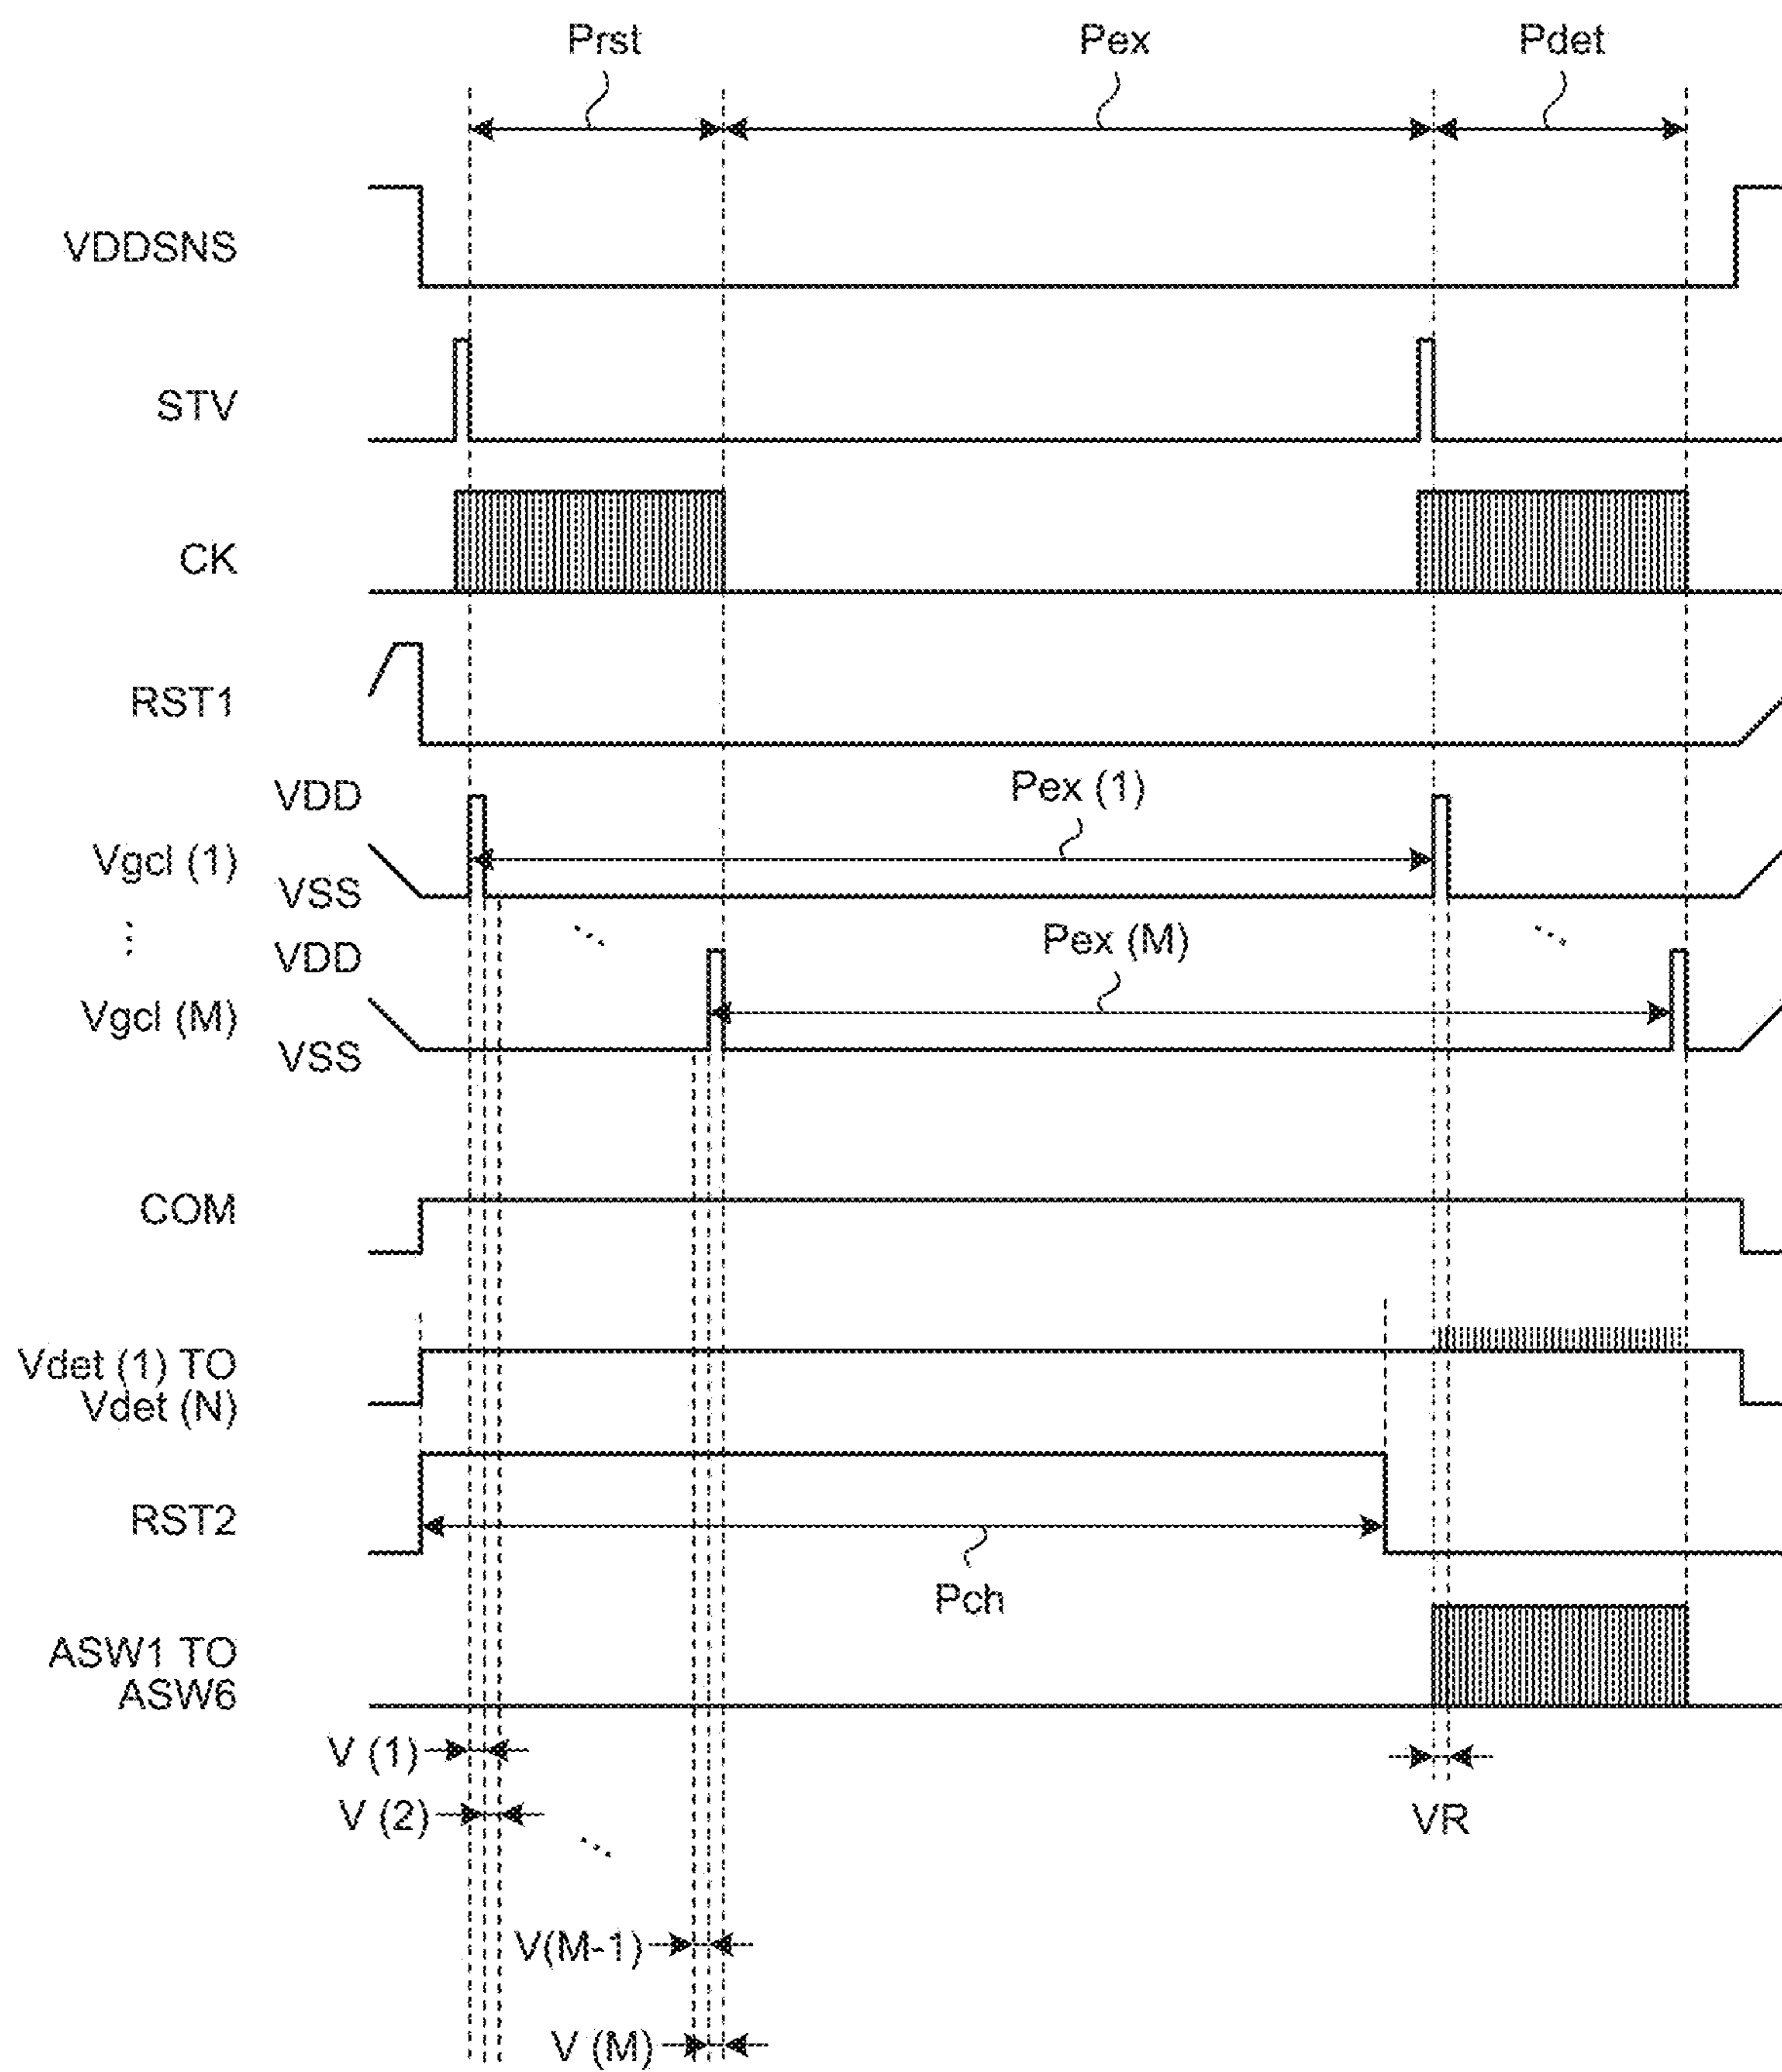 Prst
Pex
Pdet
VDDSNS
STV
CK
RST1
VDD
Pex (1)
Vgcl (1)
VSS
⋮
VDD
Pex (M)
Vgcl (M)
VSS
COM
Vdet (1) TO
Vdet (N)
RST2
Pch
ASW1 TO
ASW6
V (1)
V (2)
VR
V(M-1)
V (M)